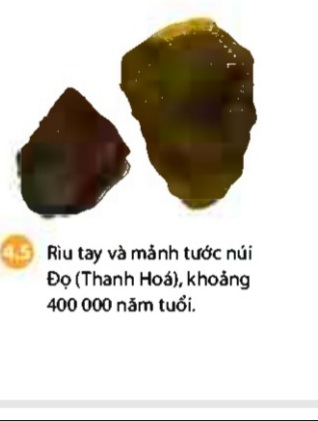 4.5 Rìu tay và mảnh tước núi
Đọ (Thanh Hoá), khoảng
400 000 năm tuổi.